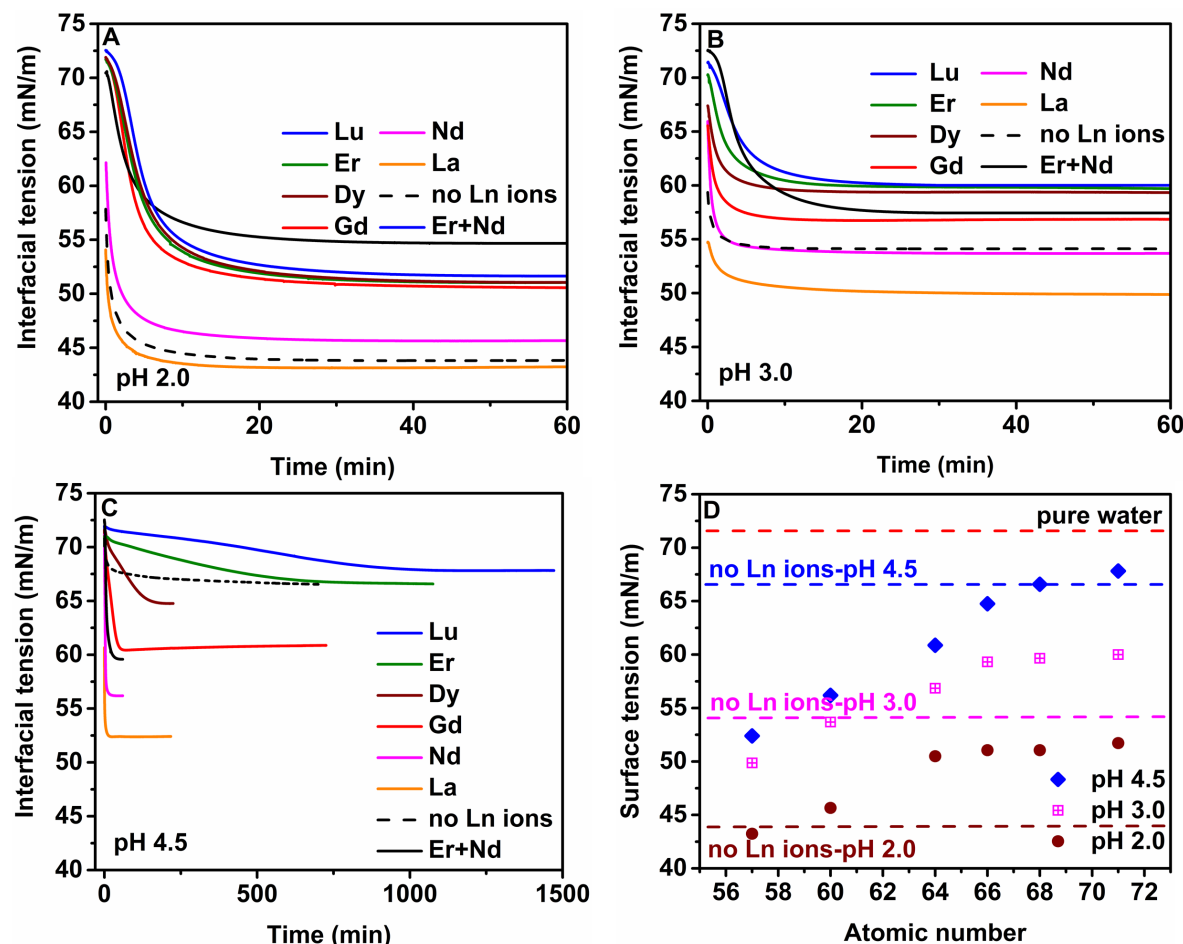 A
Interfacial tension (mN/m)
75
70
65
60
55
50
45
40
Lu
Er
Dy
Gd
Nd
La
no Ln ions
Er+Nd
pH 2.0
0 20 40 60
Time (min)
B
Interfacial tension (mN/m)
75
70
65
60
55
50
45
40
Lu
Er
Dy
Gd
Nd
La
no Ln ions
Er+Nd
pH 3.0
0 20 40 60
Time (min)
C
Interfacial tension (mN/m)
75
70
65
60
55
50
45
40
Lu
Er
Dy
Gd
Nd
La
no Ln ions
Er+Nd
pH 4.5
0 500 1000 1500
Time (min)
D
Surface tension (mN/m)
75
70
65
60
55
50
45
40
pure water
no Ln ions-pH 4.5
no Ln ions-pH 3.0
no Ln ions-pH 2.0
pH 4.5
pH 3.0
pH 2.0
56 58 60 62 64 66 68 70 72
Atomic number